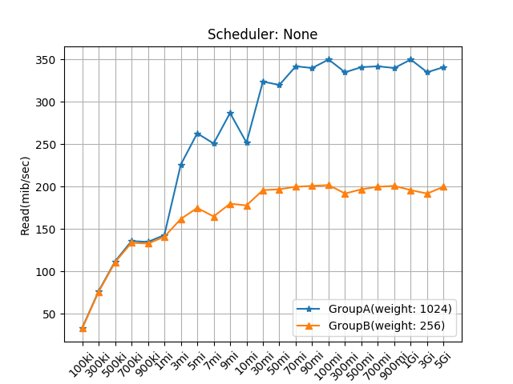 Scheduler: None
Read(mib/sec)
350
300
250
200
150
100
50
GroupA(weight: 1024)
GroupB(weight: 256)
100ki
300ki
500ki
700ki
900ki
1mi
3mi
5mi
7mi
9mi
10mi
30mi
50mi
70mi
90mi
100mi
300mi
500mi
700mi
900mi
1Gi
3Gi
5Gi